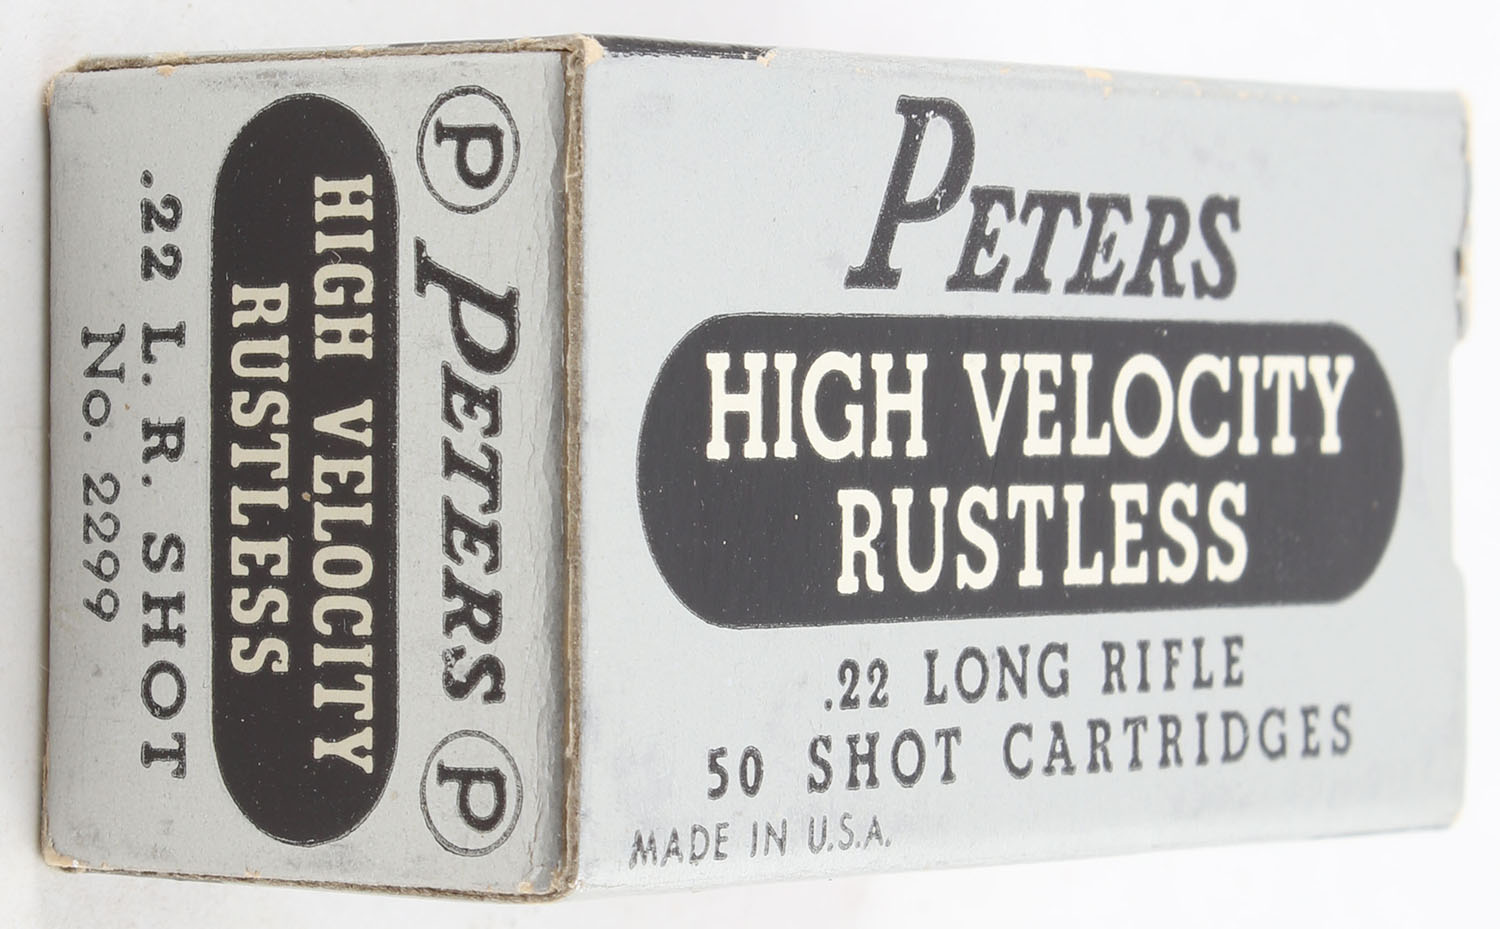 PETERS
HIGH VELOCITY
RUSTLESS
.22 LONG RIFLE
50 SHOT CARTRIDGES
MADE IN U.S.A.
P PETERS P
HIGH VELOCITY
RUSTLESS
.22 L. R. SHOT
No. 2299